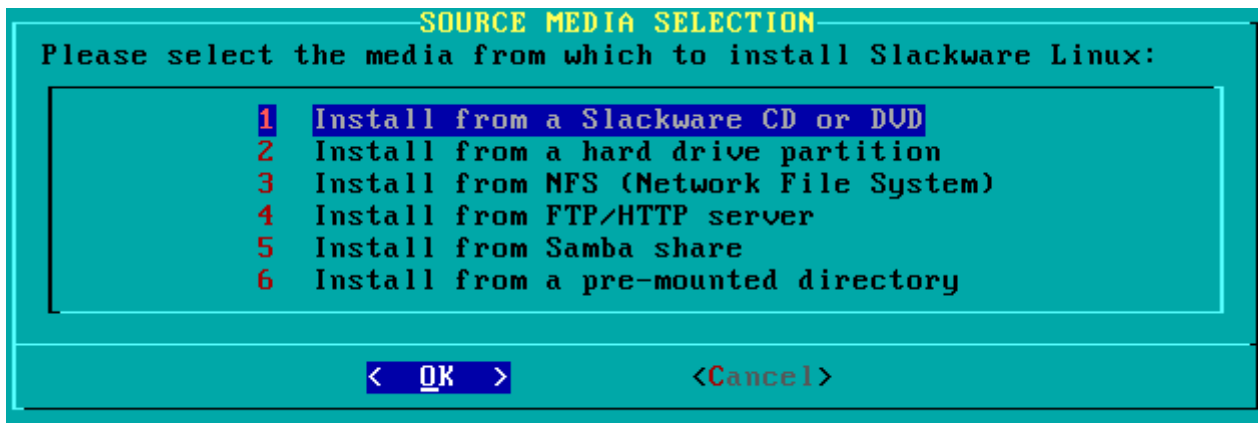 SOURCE MEDIA SELECTION
Please select the media from which to install Slackware Linux:
1 Install from a Slackware CD or DVD
2 Install from a hard drive partition
3 Install from NFS (Network File System)
4 Install from FTP/HTTP server
5 Install from Samba share
6 Install from a pre-mounted directory
< OK > <Cancel>